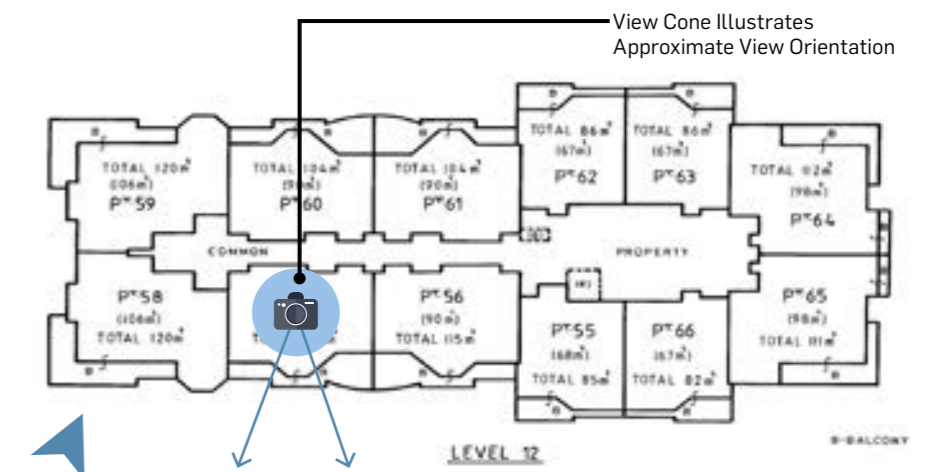 View Cone Illustrates
Approximate View Orientation
B
TOTAL 120m²
(106m²)
Pᵀ59
B
TOTAL 104m²
Pᵀ60
B
TOTAL 104m²
(90m²)
Pᵀ61
B
TOTAL 86m²
(67m²)
Pᵀ62
B
TOTAL 86m²
(67m²)
Pᵀ63
B
TOTAL 112m²
(98m²)
Pᵀ64
COMMON
PROPERTY
Pᵀ58
(106m²)
TOTAL 120m²
B
B
Pᵀ56
(90m²)
TOTAL 115m²
B
Pᵀ55
(68m²)
TOTAL 85m²
B
Pᵀ66
(67m²)
TOTAL 82m²
B
Pᵀ65
(98m²)
TOTAL 111m²
B
LEVEL 12
B-BALCONY